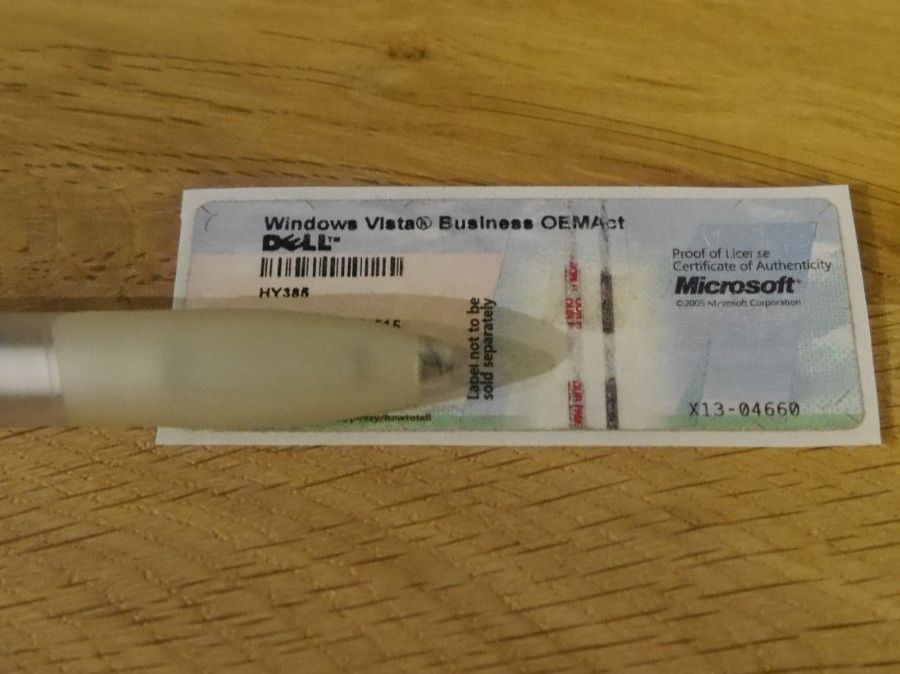 Windows Vista® Business OEMAct
DELL™
HY385
Label not to be
sold separately
Proof of License
Certificate of Authenticity
Microsoft®
©2005 Microsoft Corporation
X13-04660
/howtotell